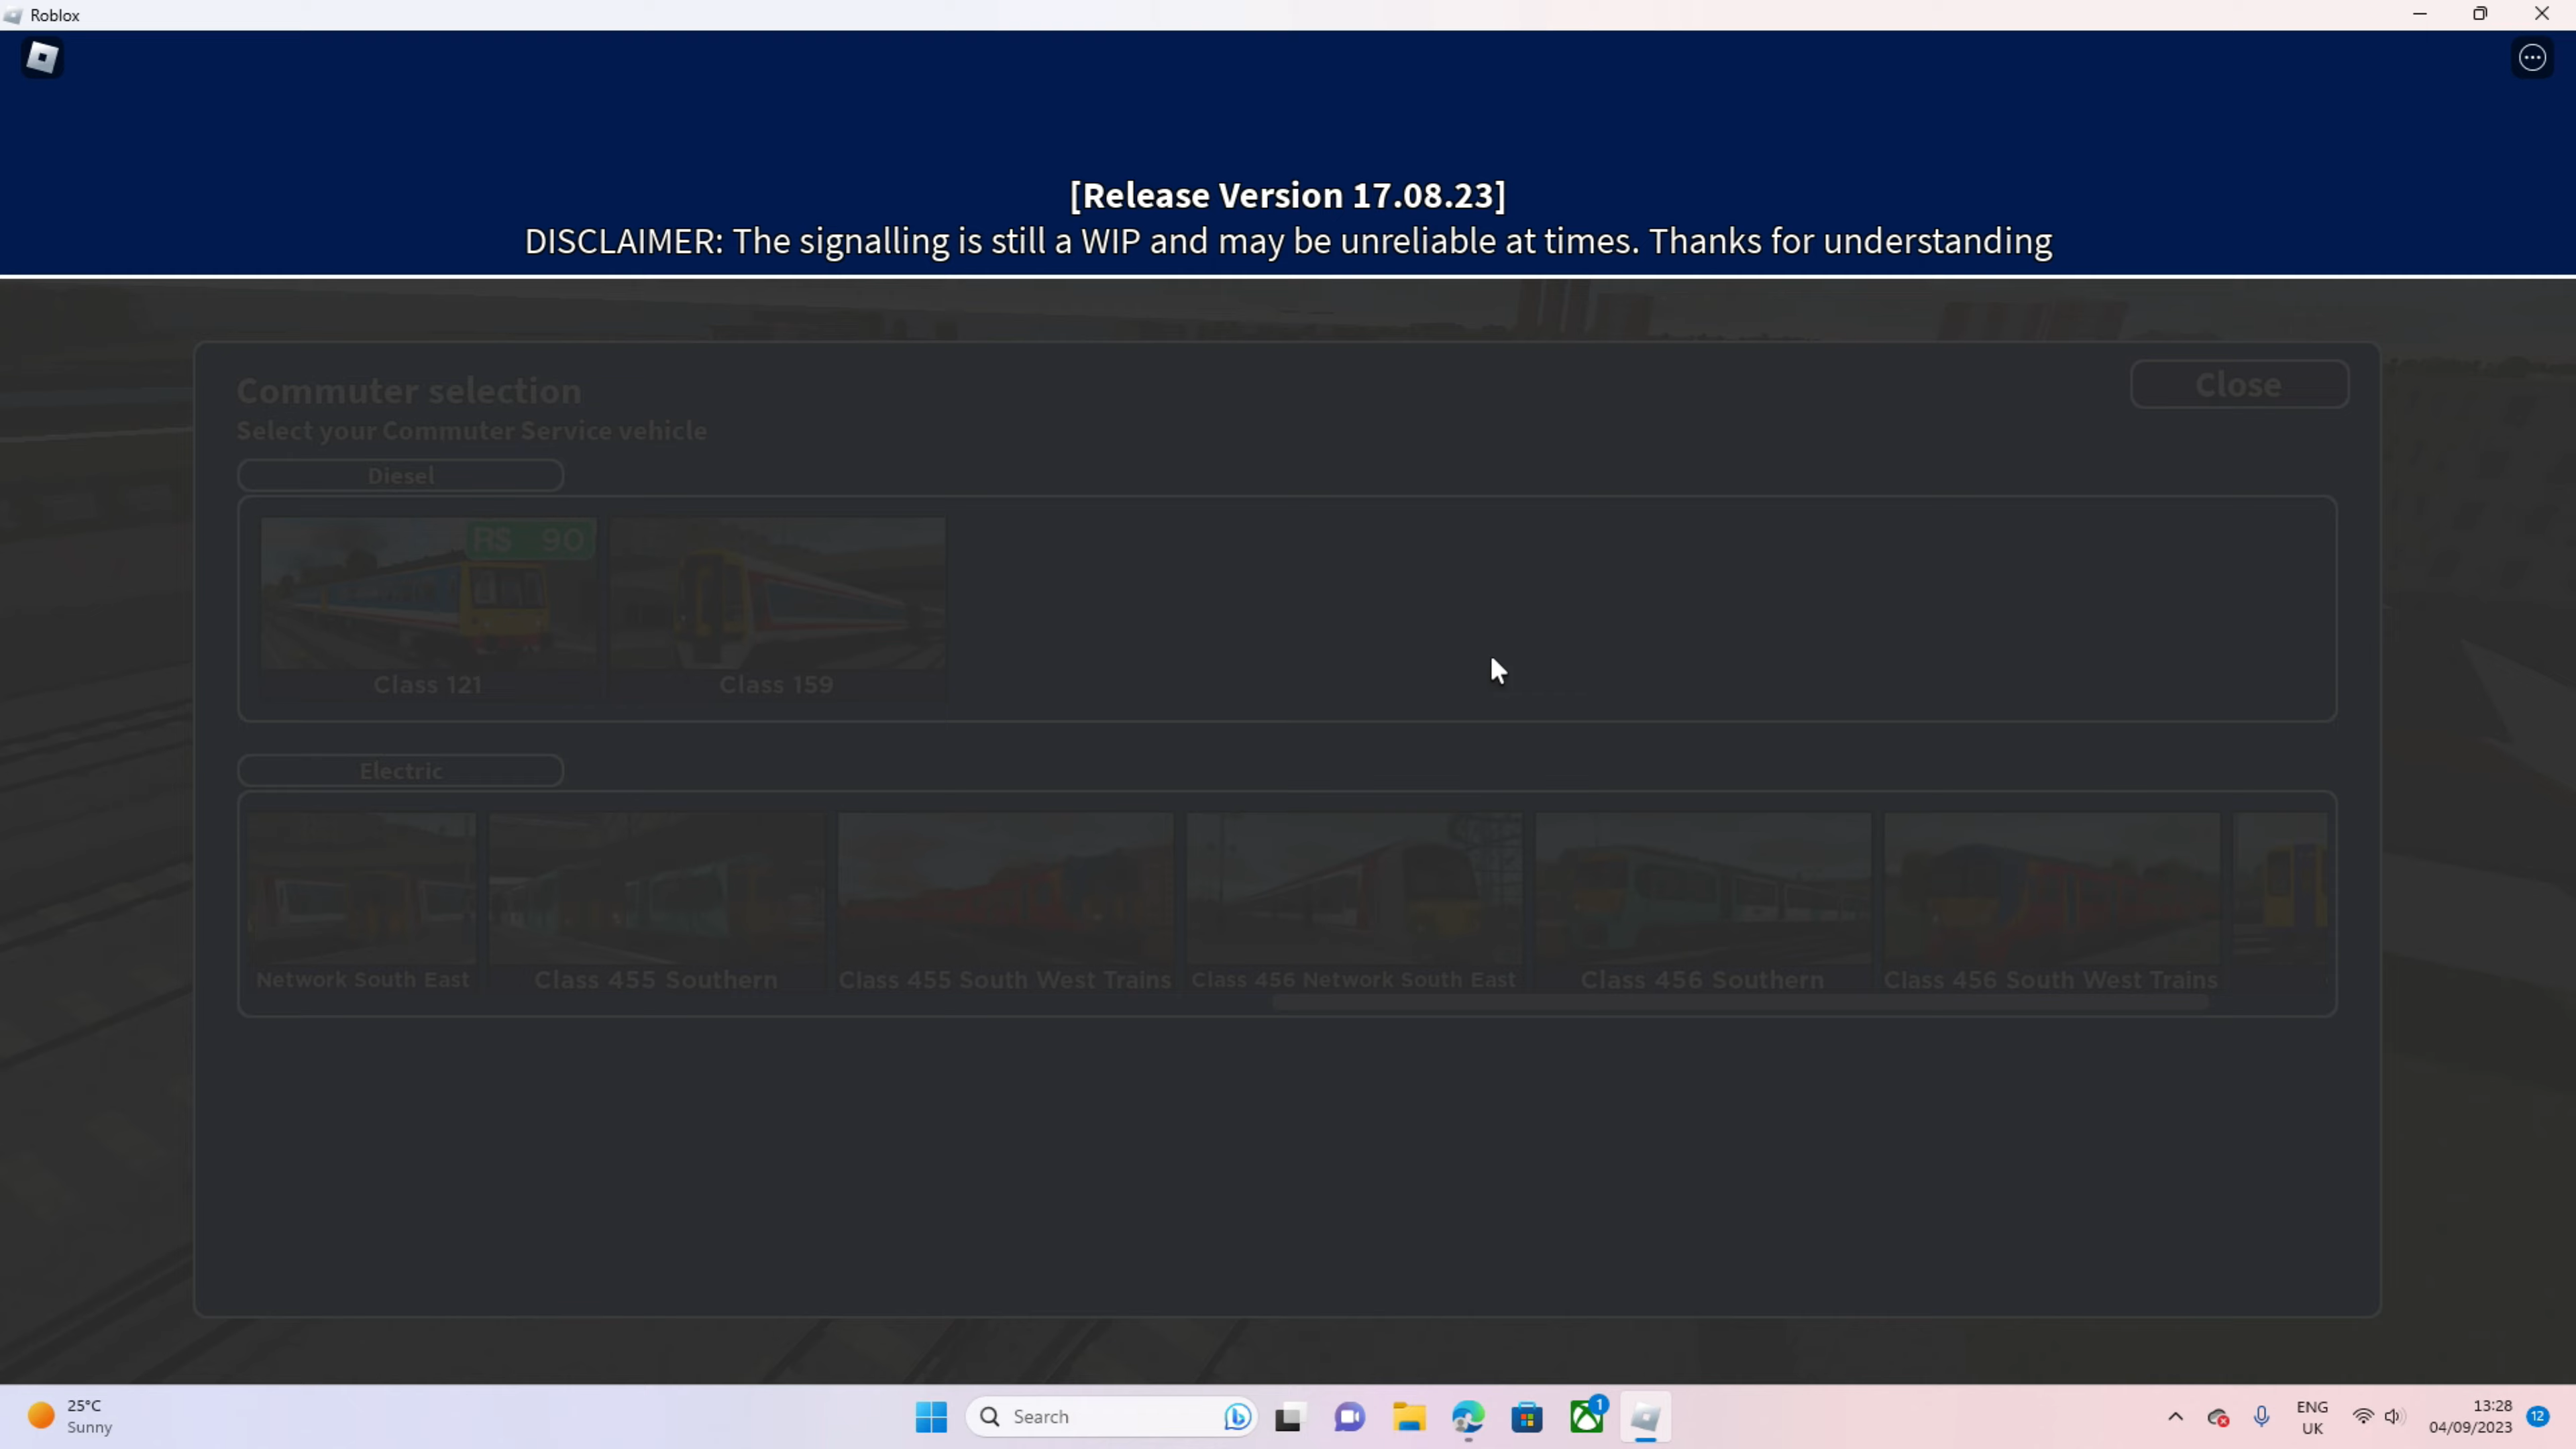 Roblox
[Release Version 17.08.23]
DISCLAIMER: The signalling is still a WIP and may be unreliable at times. Thanks for understanding
Commuter selection
Close
Select your Commuter Service vehicle
Diesel
R$ 90
Class 121
Class 159
Electric
Network South East
Class 455 Southern
Class 455 South West Trains
Class 456 Network South East
Class 456 Southern
Class 456 South West Trains
25°C
Sunny
Search
1
ENG
UK
13:28
04/09/2023
12